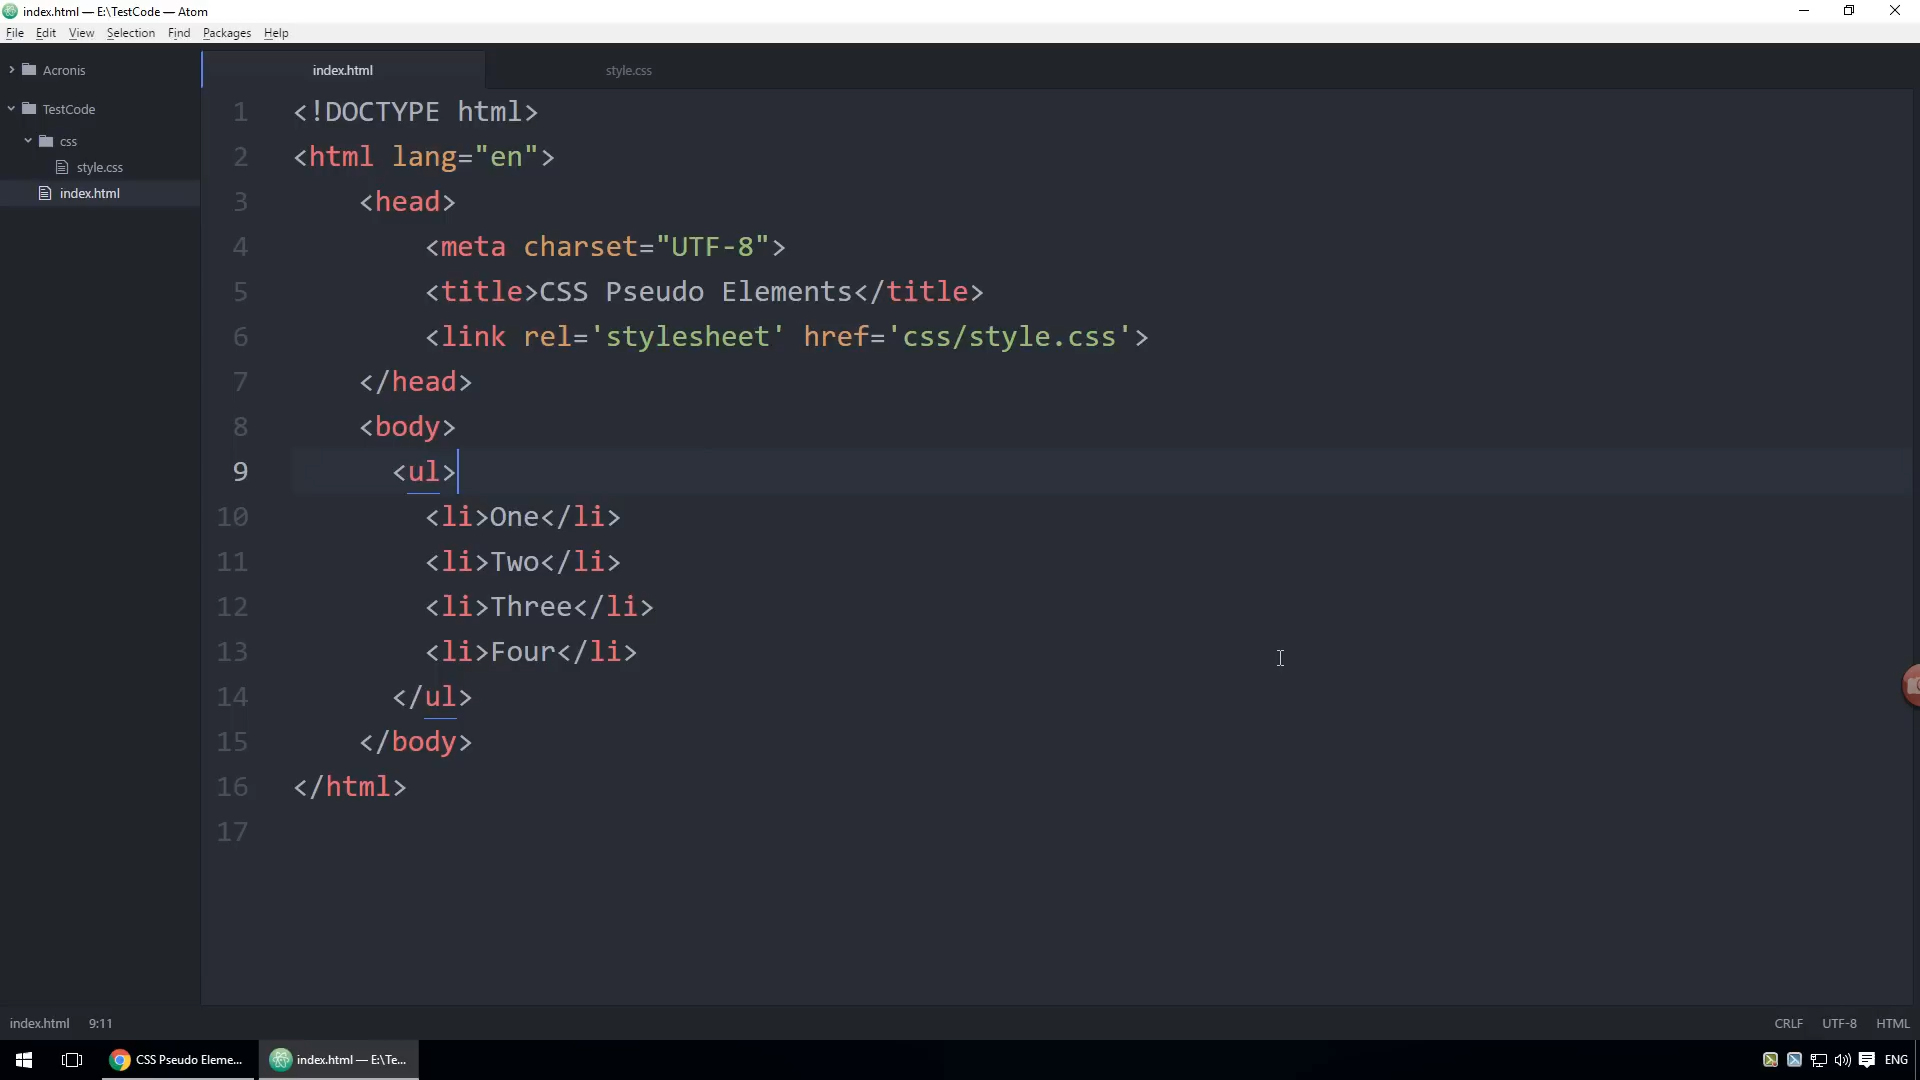 index.html — E:\TestCode — Atom
File Edit View Selection Find Packages Help
Acronis
TestCode
css
style.css
index.html
index.html style.css
1 <!DOCTYPE html>
2 <html lang="en">
3 <head>
4 <meta charset="UTF-8">
5 <title>CSS Pseudo Elements</title>
6 <link rel='stylesheet' href='css/style.css'>
7 </head>
8 <body>
9 <ul>
10 <li>One</li>
11 <li>Two</li>
12 <li>Three</li>
13 <li>Four</li>
14 </ul>
15 </body>
16 </html>
17
index.html 9:11 CRLF UTF-8 HTML
CSS Pseudo Eleme... index.html — E:\Te... ENG